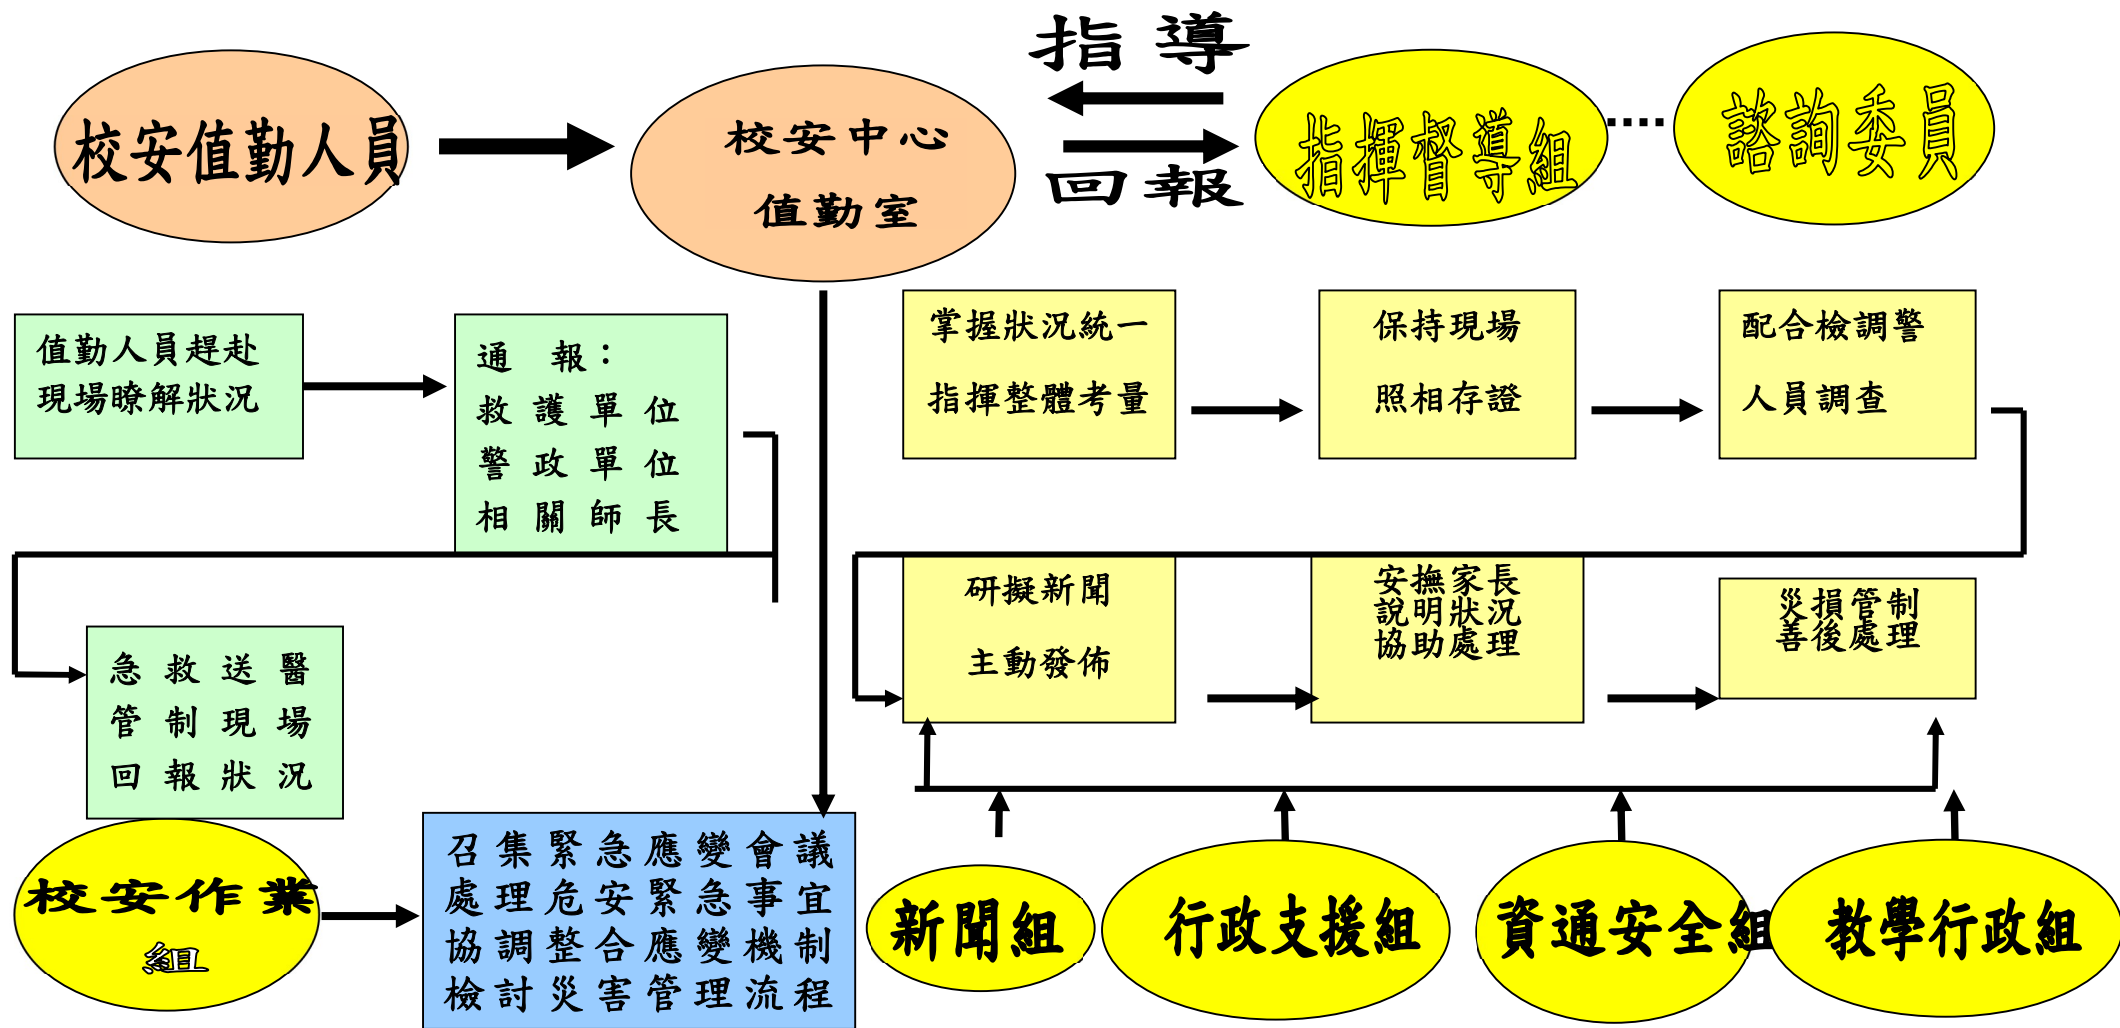 指導
校安值勤人員
校安中心
值勤室
回報
指揮督導組
諮詢委員
值勤人員趕赴
現場瞭解狀況
通 報：
救護單位
警政單位
相關師長
掌握狀況統一
指揮整體考量
保持現場
照相存證
配合檢調警
人員調查
急救送醫
管制現場
回報狀況
研擬新聞
主動發佈
安撫家長
說明狀況
協助處理
災損管制
善後處理
校安作業
組
召集緊急應變會議
處理危安緊急事宜
協調整合應變機制
檢討災害管理流程
新聞組
行政支援組
資通安全組
教學行政組